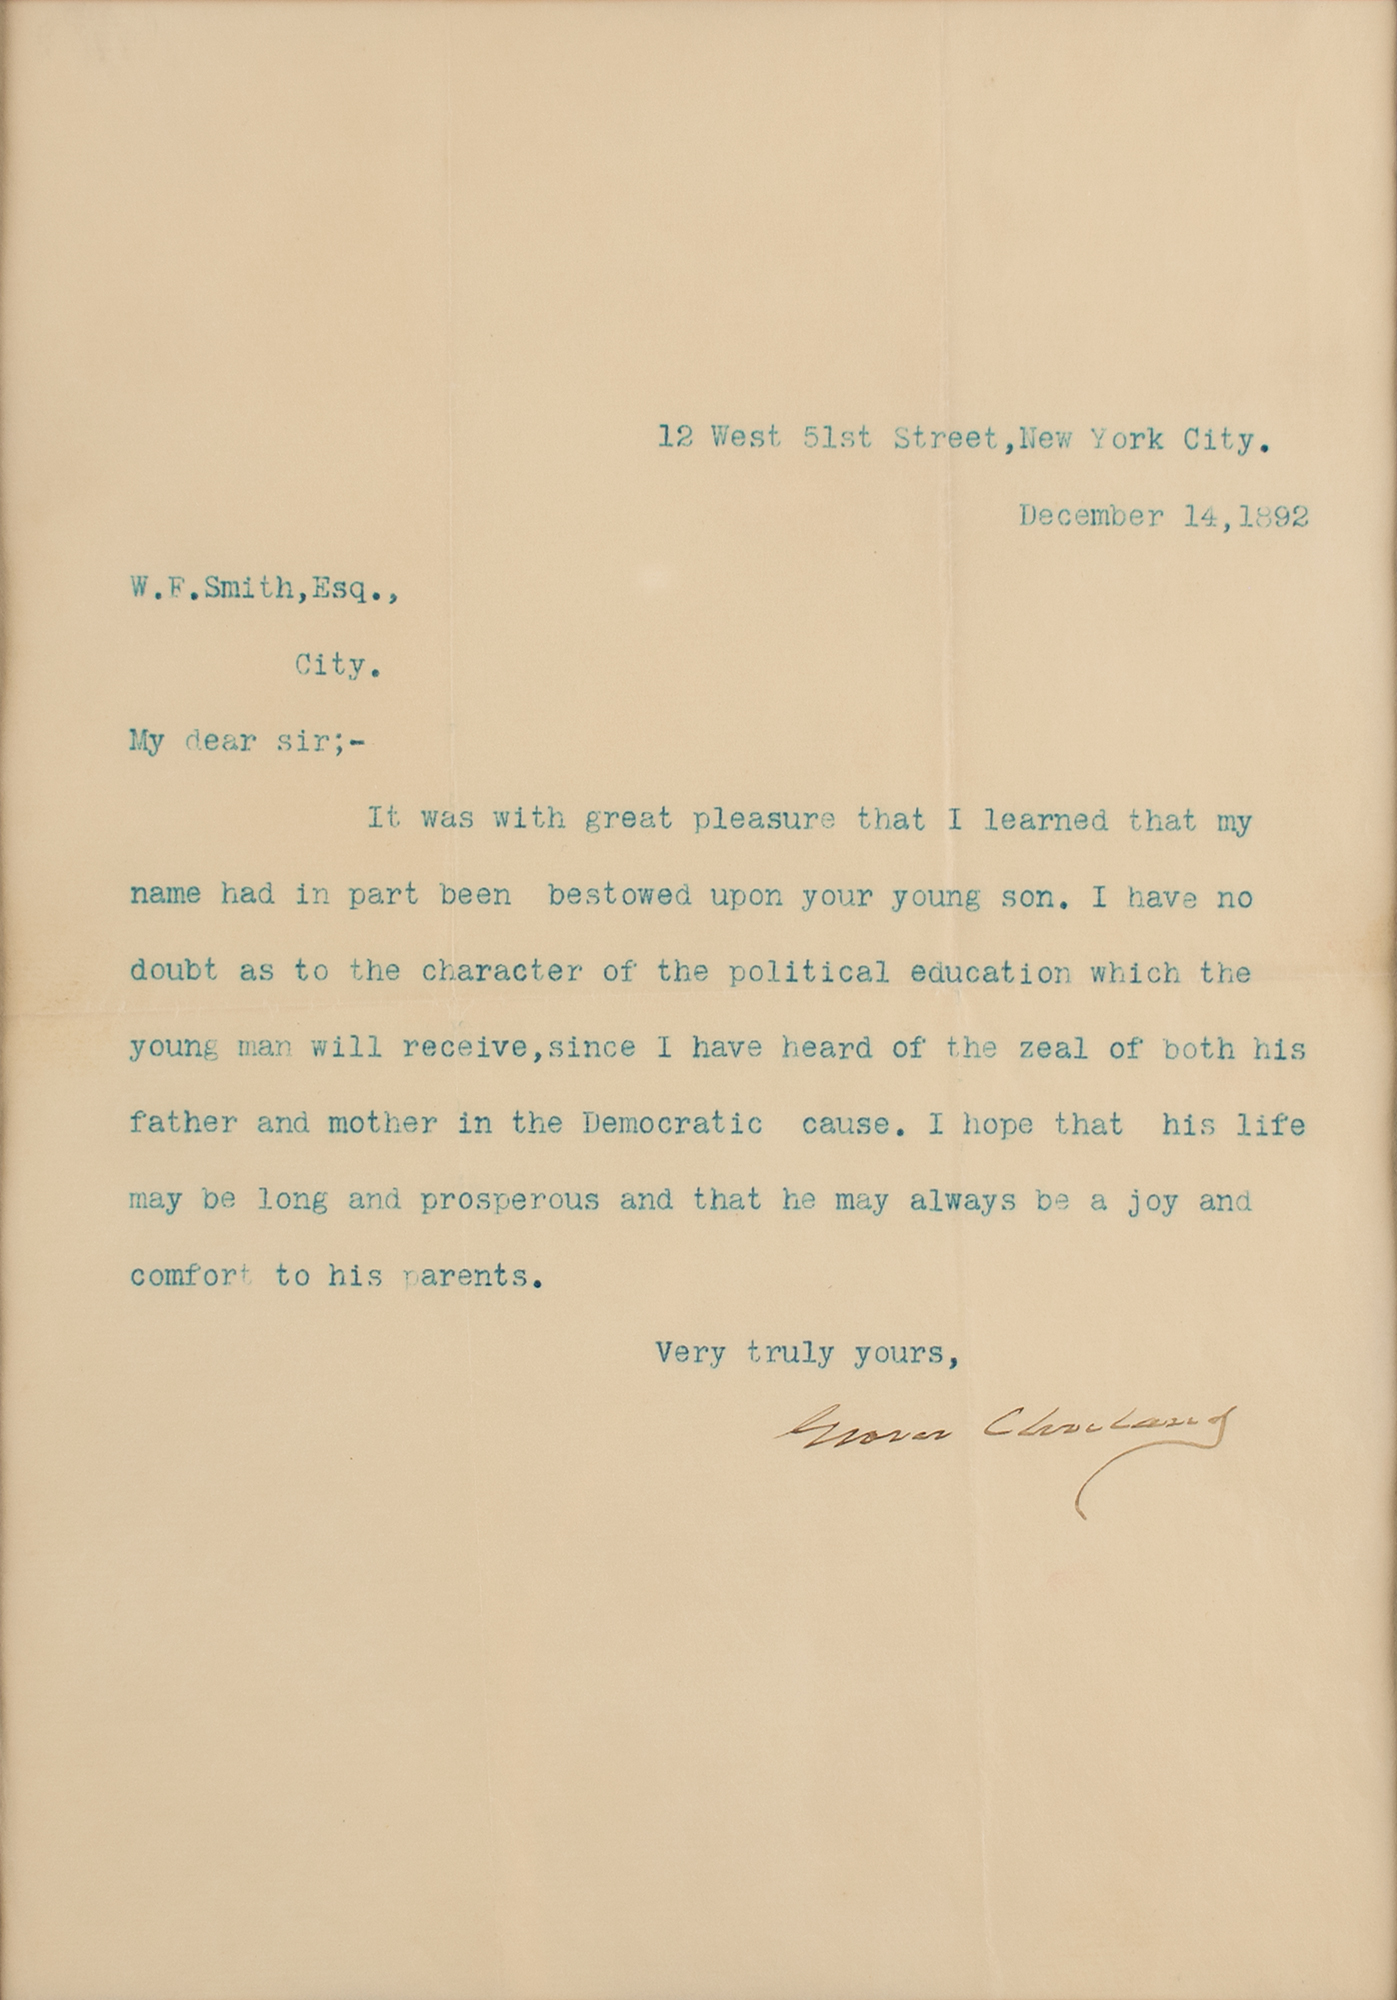 12 West 51st Street,New York City.
December 14,1892
W.F.Smith,Esq.,
City.
My dear sir;-
It was with great pleasure that I learned that my
name had in part been bestowed upon your young son. I have no
doubt as to the character of the political education which the
young man will receive,since I have heard of the zeal of both his
father and mother in the Democratic cause. I hope that his life
may be long and prosperous and that he may always be a joy and
comfort to his parents.
Very truly yours,
Grover Cleveland